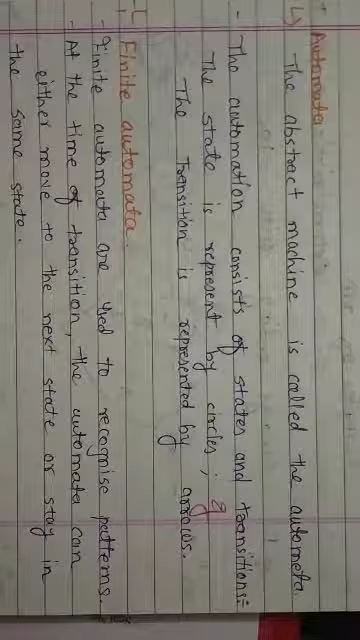 Automata
↳ The abstract machine is called the autometa.
- The automation consists of states and transitions:-
The state is represent by circles; &
The Transition is represented by arrows.
Finite automata.
- Finite automata are used to recognise patterns.
- At the time of transition, the automata can
either move to the next state or stay in
the same state.